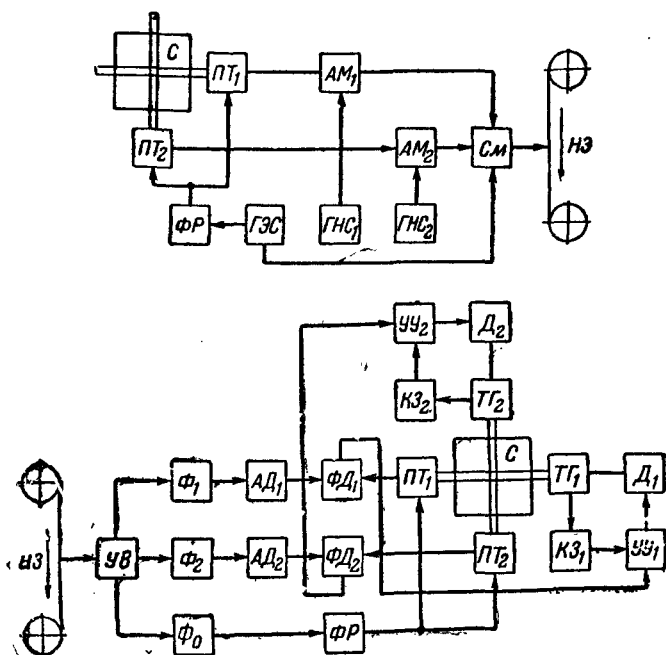 С
ПТ₁
АМ₁
ПТ₂
АМ₂
См
НЭ
ФР
ГЭС
ГНС₁
ГНС₂
УУ₂
Д₂
КЗ₂
ТГ₂
С
Ф₁
АД₁
ФД₁
ПТ₁
ТГ₁
Д₁
НЗ
УВ
Ф₂
АД₂
ФД₂
ПТ₂
КЗ₁
УУ₁
Ф₀
ФР